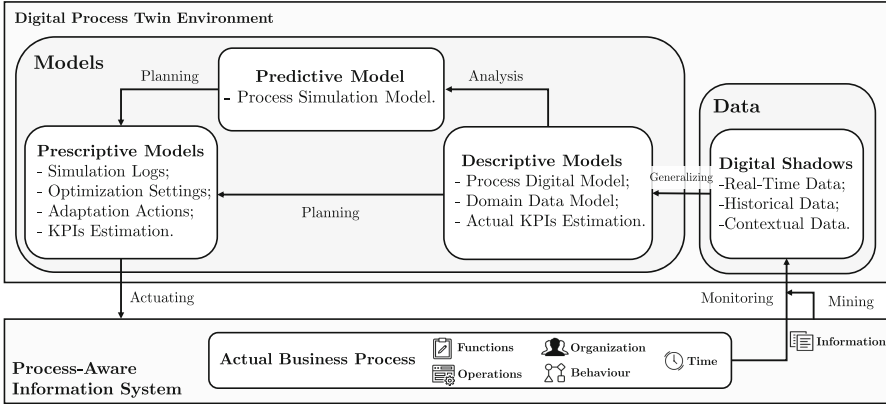 Digital Process Twin Environment
Models
Planning
Predictive Model
- Process Simulation Model.
Analysis
Data
Prescriptive Models
- Simulation Logs;
- Optimization Settings;
- Adaptation Actions;
- KPIs Estimation.
Planning
Descriptive Models
- Process Digital Model;
- Domain Data Model;
- Actual KPIs Estimation.
Generalizing
Digital Shadows
-Real-Time Data;
-Historical Data;
-Contextual Data.
Actuating
Monitoring
Mining
Process-Aware
Information System
Actual Business Process
Functions
Organization
Operations
Behaviour
Time
Information